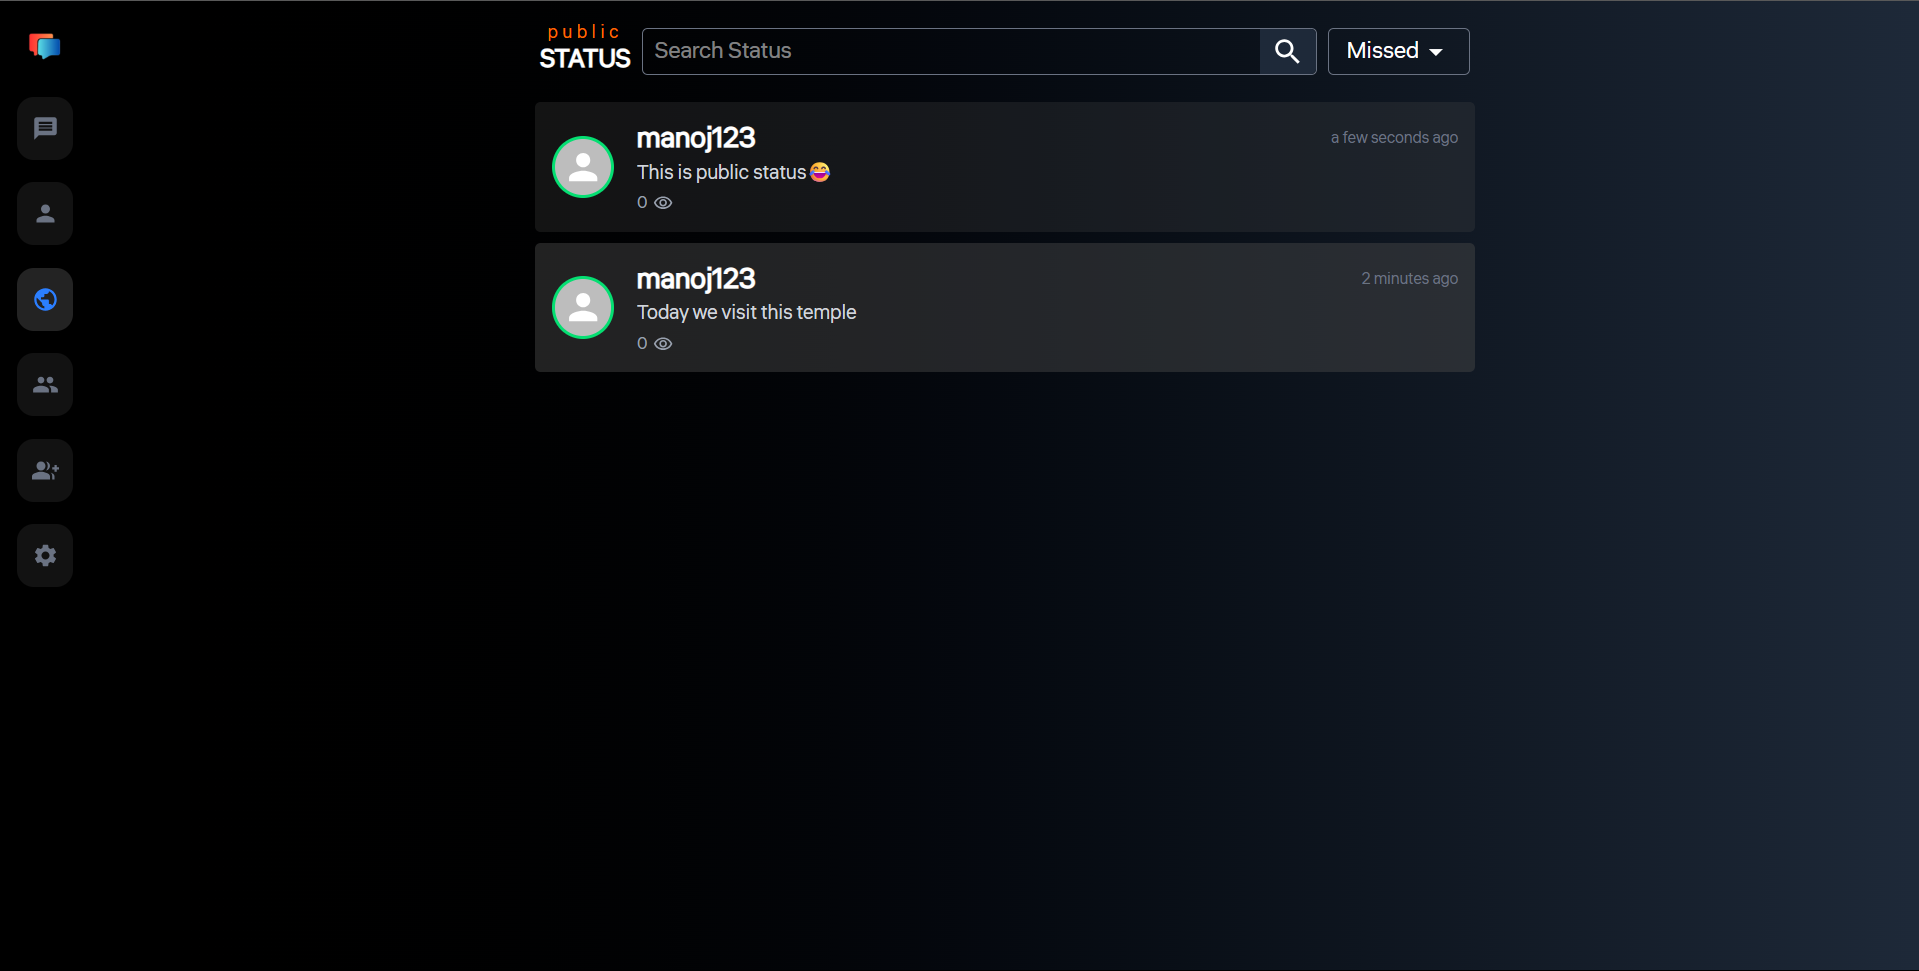 public
STATUS
Search Status
Missed
manoj123
a few seconds ago
This is public status😂
0
manoj123
2 minutes ago
Today we visit this temple
0